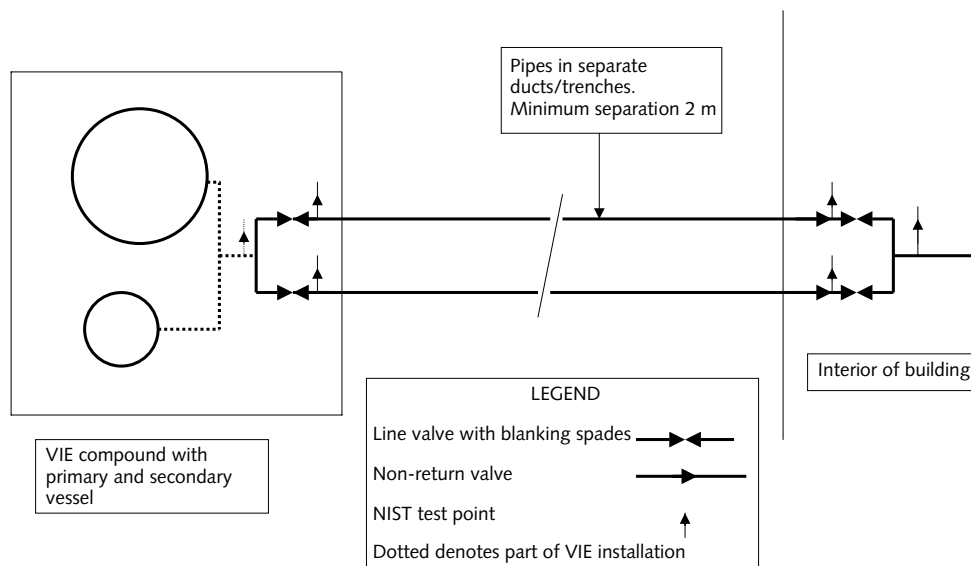 Pipes in separate
ducts/trenches.
Minimum separation 2 m
Interior of building
VIE compound with
primary and secondary
vessel
LEGEND
Line valve with blanking spades
Non-return valve
NIST test point
Dotted denotes part of VIE installation